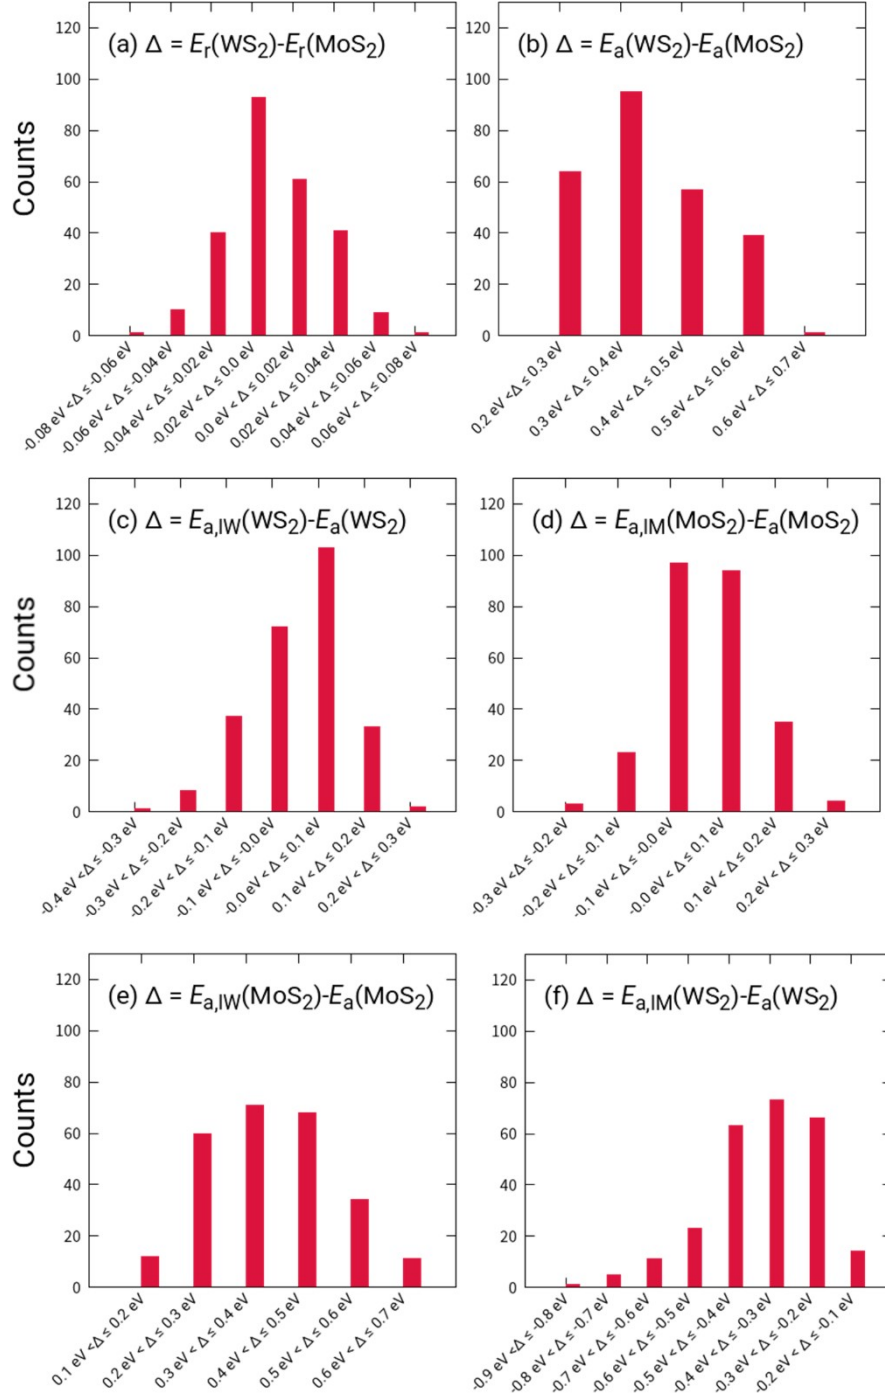 (a) Δ = Er(WS2)-Er(MoS2)
Counts
120
100
80
60
40
20
0
-0.08 eV < Δ ≤ -0.06 eV
-0.06 eV < Δ ≤ -0.04 eV
-0.04 eV < Δ ≤ -0.02 eV
-0.02 eV < Δ ≤ 0.0 eV
0.0 eV < Δ ≤ 0.02 eV
0.02 eV < Δ ≤ 0.04 eV
0.04 eV < Δ ≤ 0.06 eV
0.06 eV < Δ ≤ 0.08 eV
(b) Δ = Ea(WS2)-Ea(MoS2)
120
100
80
60
40
20
0
0.2 eV < Δ ≤ 0.3 eV
0.3 eV < Δ ≤ 0.4 eV
0.4 eV < Δ ≤ 0.5 eV
0.5 eV < Δ ≤ 0.6 eV
0.6 eV < Δ ≤ 0.7 eV
(c) Δ = Ea,IW(WS2)-Ea(WS2)
Counts
120
100
80
60
40
20
0
-0.4 eV < Δ ≤ -0.3 eV
-0.3 eV < Δ ≤ -0.2 eV
-0.2 eV < Δ ≤ -0.1 eV
-0.1 eV < Δ ≤ -0.0 eV
-0.0 eV < Δ ≤ 0.1 eV
0.1 eV < Δ ≤ 0.2 eV
0.2 eV < Δ ≤ 0.3 eV
(d) Δ = Ea,IM(MoS2)-Ea(MoS2)
120
100
80
60
40
20
0
-0.3 eV < Δ ≤ -0.2 eV
-0.2 eV < Δ ≤ -0.1 eV
-0.1 eV < Δ ≤ -0.0 eV
-0.0 eV < Δ ≤ 0.1 eV
0.1 eV < Δ ≤ 0.2 eV
0.2 eV < Δ ≤ 0.3 eV
(e) Δ = Ea,IW(MoS2)-Ea(MoS2)
Counts
120
100
80
60
40
20
0
0.1 eV < Δ ≤ 0.2 eV
0.2 eV < Δ ≤ 0.3 eV
0.3 eV < Δ ≤ 0.4 eV
0.4 eV < Δ ≤ 0.5 eV
0.5 eV < Δ ≤ 0.6 eV
0.6 eV < Δ ≤ 0.7 eV
(f) Δ = Ea,IM(WS2)-Ea(WS2)
120
100
80
60
40
20
0
-0.9 eV < Δ ≤ -0.8 eV
-0.8 eV < Δ ≤ -0.7 eV
-0.7 eV < Δ ≤ -0.6 eV
-0.6 eV < Δ ≤ -0.5 eV
-0.5 eV < Δ ≤ -0.4 eV
-0.4 eV < Δ ≤ -0.3 eV
-0.3 eV < Δ ≤ -0.2 eV
-0.2 eV < Δ ≤ -0.1 eV